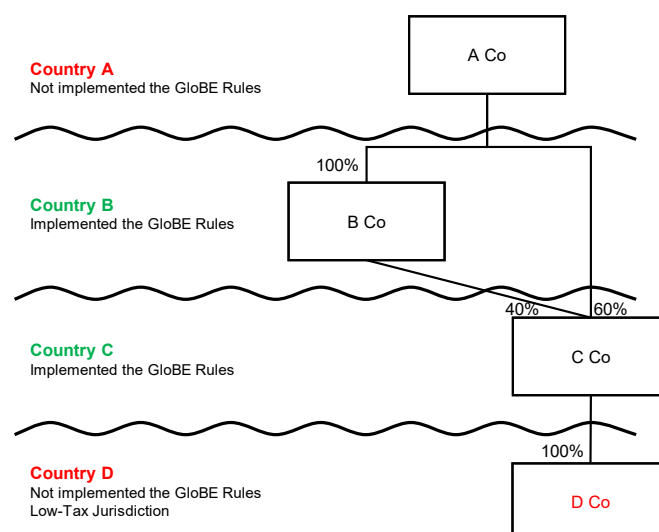 A Co
Country A
Not implemented the GloBE Rules
100%
Country B
Implemented the GloBE Rules
B Co
40%
60%
Country C
Implemented the GloBE Rules
C Co
100%
Country D
Not implemented the GloBE Rules
Low-Tax Jurisdiction
D Co